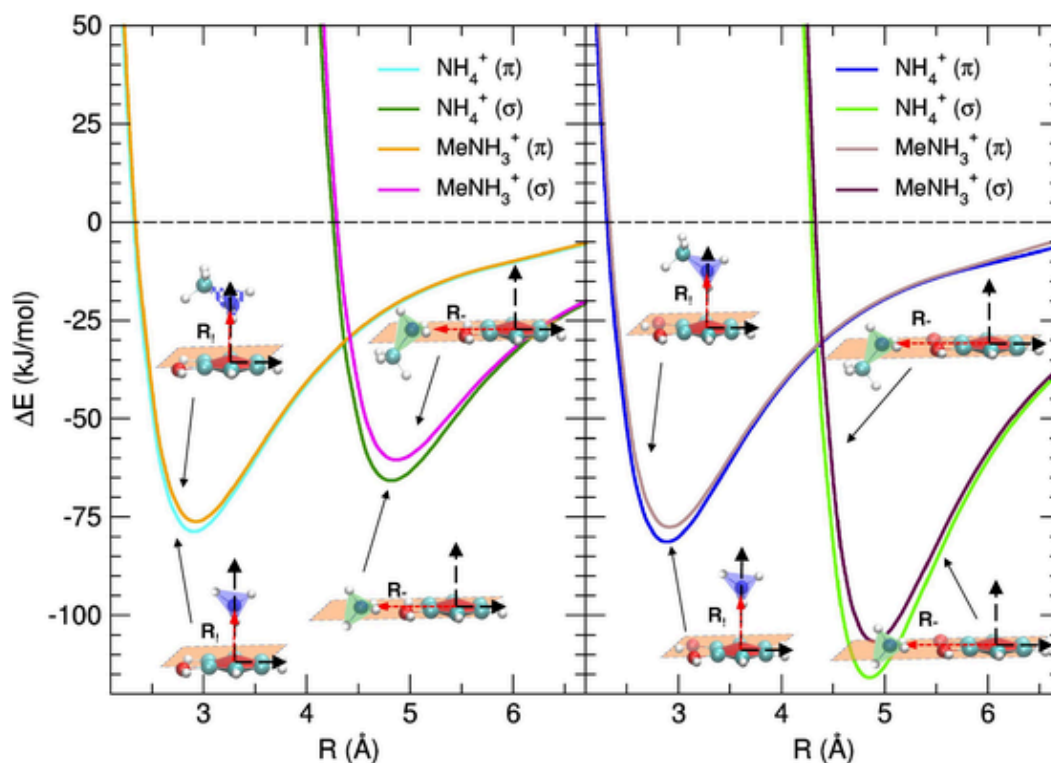 50
25
0
-25
-50
-75
-100
ΔE (kJ/mol)
NH₄⁺ (π)
NH₄⁺ (σ)
MeNH₃⁺ (π)
MeNH₃⁺ (σ)
R
R-
R
R-
3
4
5
6
R (Å)
NH₄⁺ (π)
NH₄⁺ (σ)
MeNH₃⁺ (π)
MeNH₃⁺ (σ)
R
R-
R
R-
3
4
5
6
R (Å)